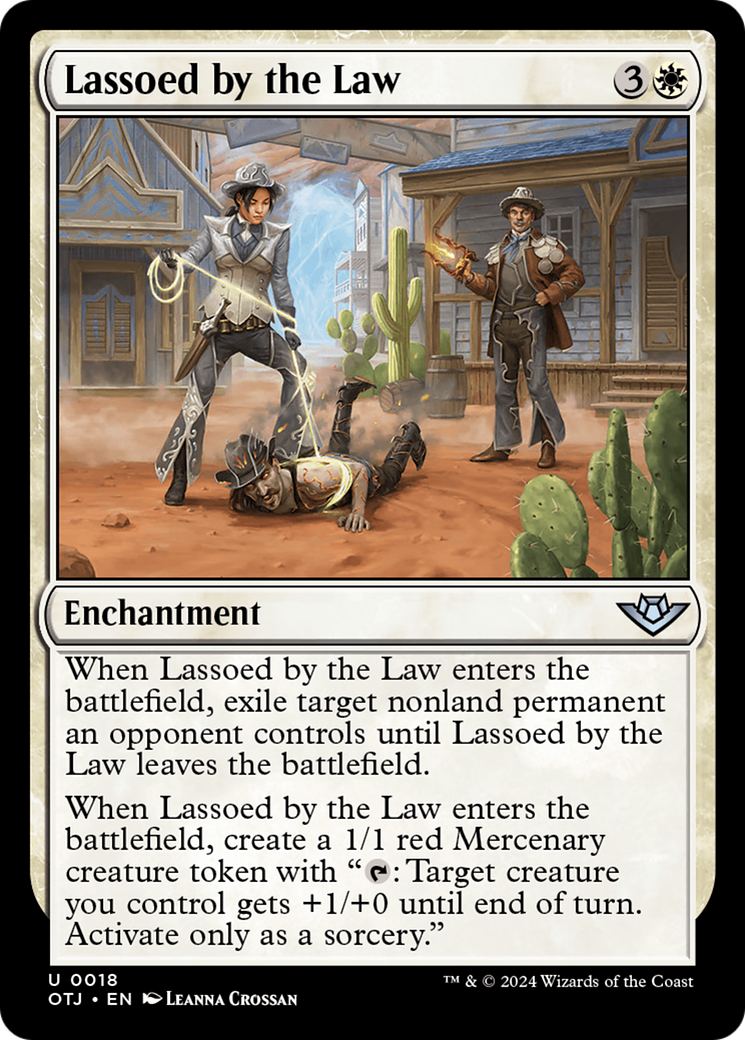 Lassoed by the Law 3
Enchantment
When Lassoed by the Law enters the
battlefield, exile target nonland permanent
an opponent controls until Lassoed by the
Law leaves the battlefield.
When Lassoed by the Law enters the
battlefield, create a 1/1 red Mercenary
creature token with “: Target creature
you control gets +1/+0 until end of turn.
Activate only as a sorcery.”
U 0018
OTJ • EN Leanna Crossan
™ & © 2024 Wizards of the Coast